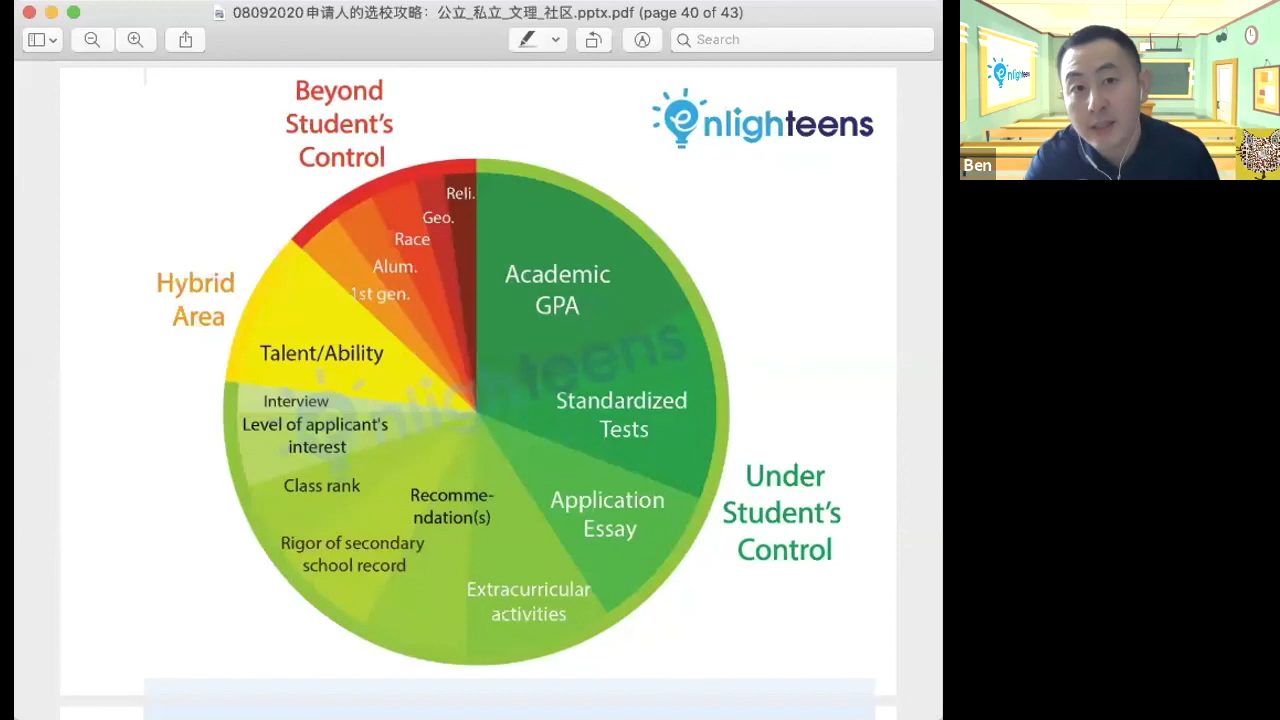 08092020申请人的选校攻略：公立_私立_文理_社区.pptx.pdf (page 40 of 43)
Search
Beyond
Student's
Control
enlighteens
Reli.
Geo.
Race
Alum.
1st gen.
Hybrid
Area
Talent/Ability
Academic
GPA
Standardized
Tests
enlighteens
Interview
Level of applicant's
interest
Class rank
Recomme-
ndation(s)
Rigor of secondary
school record
Application
Essay
Extracurricular
activities
Under
Student's
Control
enlighteens
Ben